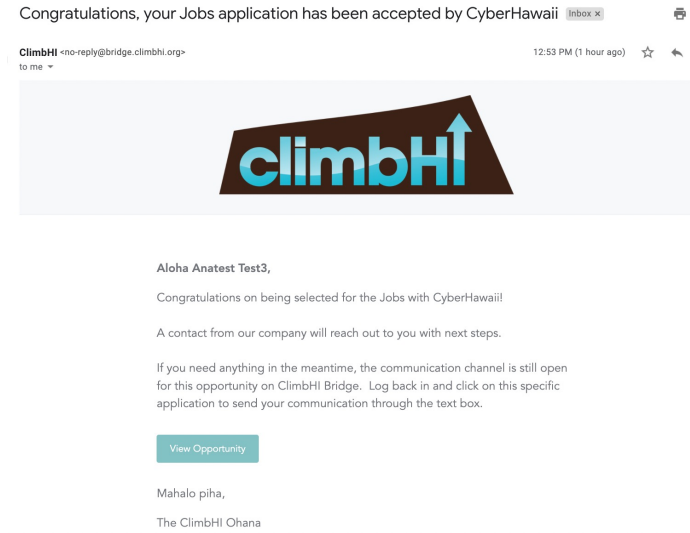 Congratulations, your Jobs application has been accepted by CyberHawaii Inbox ×
ClimbHI <no-reply@bridge.climbhi.org> 12:53 PM (1 hour ago)
to me
climbHI
Aloha Anatest Test3,
Congratulations on being selected for the Jobs with CyberHawaii!
A contact from our company will reach out to you with next steps.
If you need anything in the meantime, the communication channel is still open
for this opportunity on ClimbHI Bridge. Log back in and click on this specific
application to send your communication through the text box.
View Opportunity
Mahalo piha,
The ClimbHI Ohana